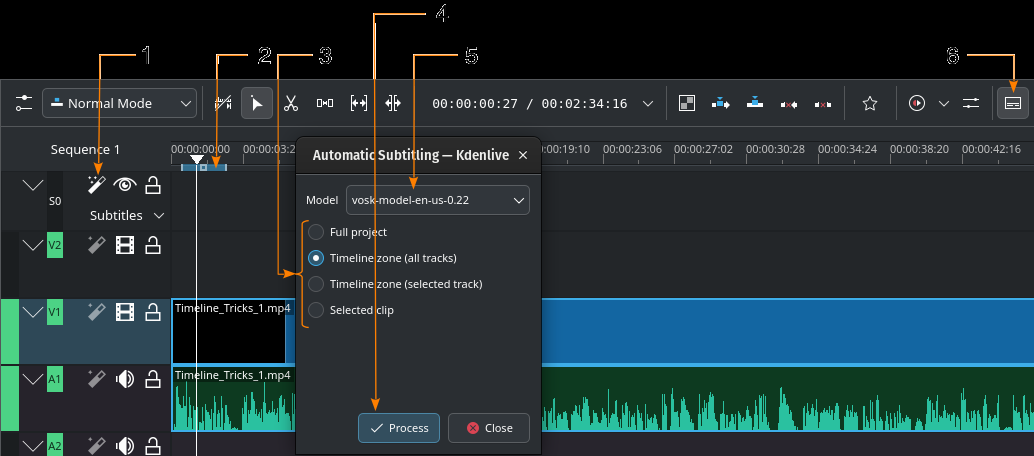 4
1
2
3
5
6
Normal Mode
00:00:00:27 / 00:02:34:16
Sequence 1
00:00:00:00
00:00:03:2
:00:19:10
00:00:23:06
00:00:27:02
00:00:30:28
00:00:34:24
00:00:38:20
00:00:42:16
Automatic Subtitling — Kdenlive
S0
Subtitles
Model
vosk-model-en-us-0.22
Full project
V2
Timeline zone (all tracks)
Timeline zone (selected track)
V1
Timeline_Tricks_1.mp4
Selected clip
A1
Timeline_Tricks_1.mp4
Process
Close
A2